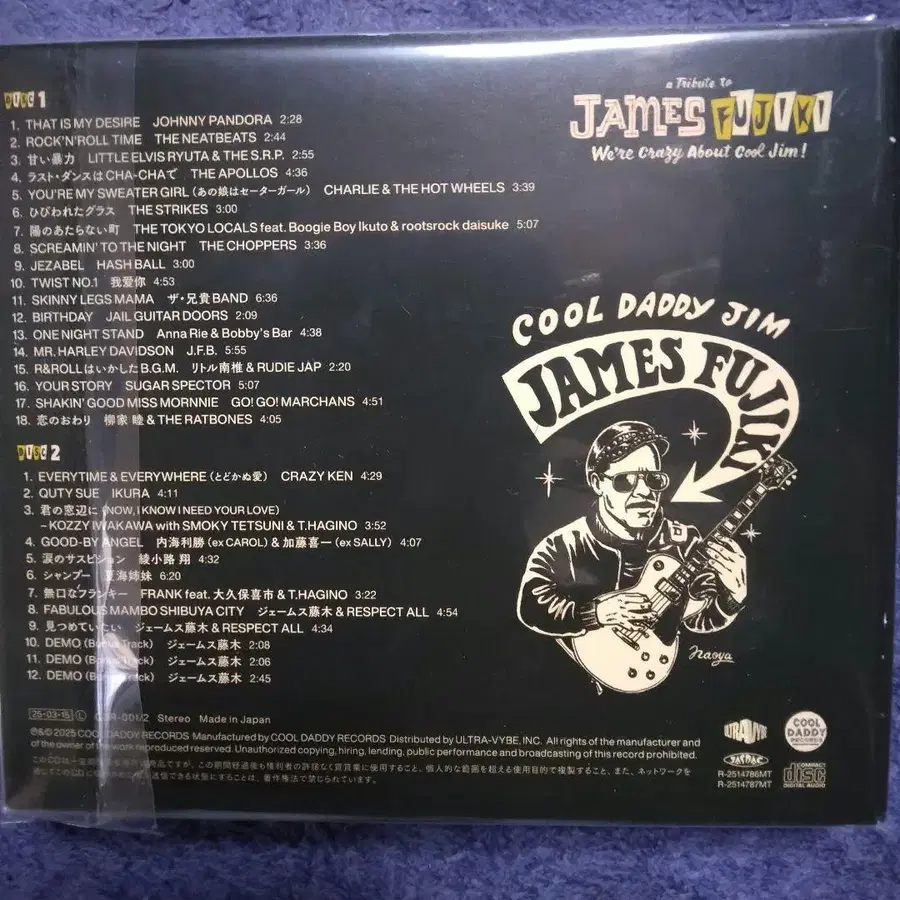 DISC 1
1. THAT IS MY DESIRE JOHNNY PANDORA 2:28
2. ROCK'N'ROLL TIME THE NEATBEATS 2:44
3. 甘い暴力 LITTLE ELVIS RYUTA & THE S.R.P. 2:55
4. ラスト・ダンスはCHA-CHAで THE APOLLOS 4:36
5. YOU'RE MY SWEATER GIRL（あの娘はセーターガール） CHARLIE & THE HOT WHEELS 3:39
6. ひびわれたグラス THE STRIKES 3:00
7. 陽のあたらない町 THE TOKYO LOCALS feat. Boogie Boy Ikuto & rootsrock daisuke 5:07
8. SCREAMIN' TO THE NIGHT THE CHOPPERS 3:36
9. JEZABEL HASH BALL 3:00
10. TWIST NO.1 我愛你 4:53
11. SKINNY LEGS MAMA ザ・兄貴BAND 6:36
12. BIRTHDAY JAIL GUITAR DOORS 2:09
13. ONE NIGHT STAND Anna Rie & Bobby's Bar 4:38
14. MR. HARLEY DAVIDSON J.F.B. 5:55
15. R&ROLLはいかしたB.G.M. リトル南椎 & RUDIE JAP 2:20
16. YOUR STORY SUGAR SPECTOR 5:07
17. SHAKIN' GOOD MISS MORNNIE GO! GO! MARCHANS 4:51
18. 恋のおわり 柳家 睦 & THE RATBONES 4:05
DISC 2
1. EVERYTIME & EVERYWHERE（とどかぬ愛） CRAZY KEN 4:29
2. QUTY SUE IKURA 4:11
3. 君の窓辺に (NOW, I KNOW I NEED YOUR LOVE)
~ KOZZY IWAKAWA with SMOKY TETSUNI & T.HAGINO 3:52
4. GOOD-BY ANGEL 内海利勝 (ex CAROL) & 加藤喜一 (ex SALLY) 4:07
5. 涙のサスピション 綾小路 翔 4:32
6. シャンプー 夏海姉妹 6:20
7. 無口なフランキー FRANK feat. 大久保喜市 & T.HAGINO 3:22
8. FABULOUS MAMBO SHIBUYA CITY ジェームス藤木 & RESPECT ALL 4:54
9. 見つめていたい ジェームス藤木 & RESPECT ALL 4:34
10. DEMO (Bonus Track) ジェームス藤木 2:08
11. DEMO (Bonus Track) ジェームス藤木 2:06
12. DEMO (Bonus Track) ジェームス藤木 2:45
a Tribute to
JAMES FUJIKI
We're Crazy About Cool Jim!
COOL DADDY JIM
JAMES FUJIKI
Naoya
25-03-15 Ⓛ CDR-001/2 Stereo Made in Japan
℗&© 2025 COOL DADDY RECORDS Manufactured by COOL DADDY RECORDS Distributed by ULTRA-VYBE, INC. All rights of the manufacturer and
of the owner of the work reproduced reserved. Unauthorized copying, hiring, lending, public performance and broadcasting of this record prohibited.
ULTRA-VYBE
JASRAC
COOL DADDY RECORDS
R-2514786MT
R-2514787MT
COMPACT disc DIGITAL AUDIO